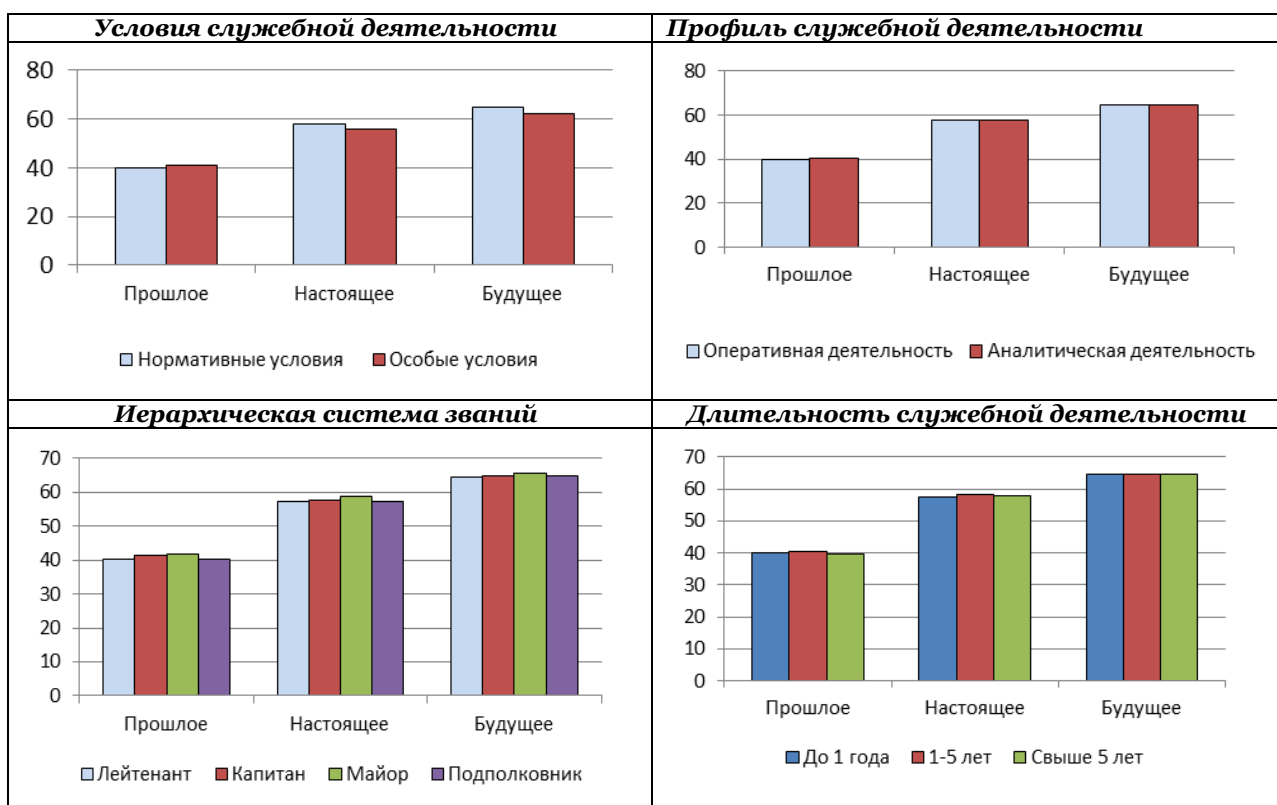 Условия служебной деятельности
80
60
40
20
0
Прошлое Настоящее Будущее
Нормативные условия Особые условия
Профиль служебной деятельности
80
60
40
20
0
Прошлое Настоящее Будущее
Оперативная деятельность Аналитическая деятельность
Иерархическая система званий
70
60
50
40
30
20
10
0
Прошлое Настоящее Будущее
Лейтенант Капитан Майор Подполковник
Длительность служебной деятельности
70
60
50
40
30
20
10
0
Прошлое Настоящее Будущее
До 1 года 1-5 лет Свыше 5 лет